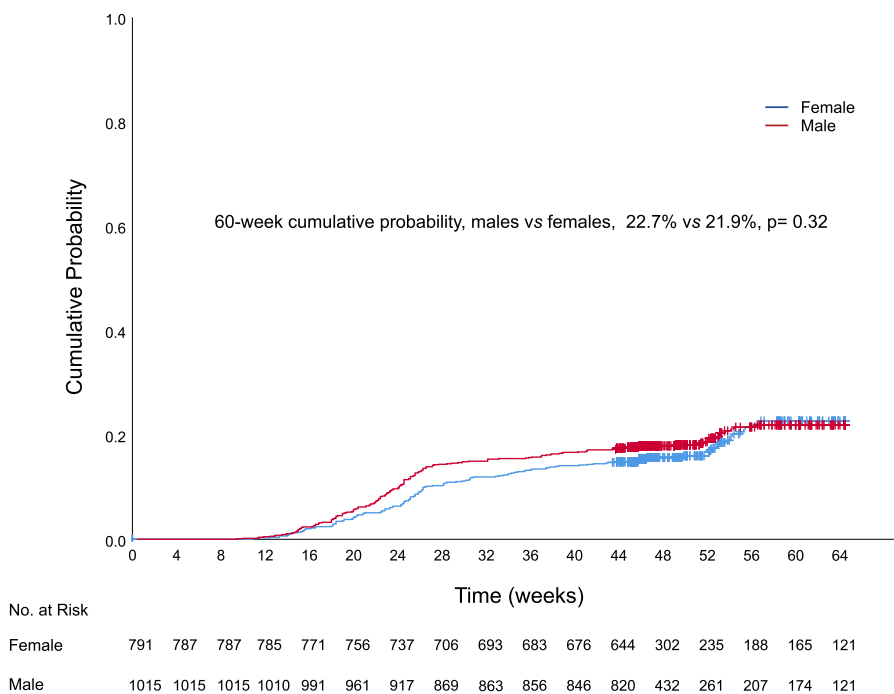 1.0
Female
Male
0.8
60-week cumulative probability, males vs females, 22.7% vs 21.9%, p= 0.32
0.6
Cumulative Probability
0.4
0.2
0.0
0 4 8 12 16 20 24 28 32 36 40 44 48 52 56 60 64
Time (weeks)
No. at Risk
Female 791 787 787 785 771 756 737 706 693 683 676 644 302 235 188 165 121
Male 1015 1015 1015 1010 991 961 917 869 863 856 846 820 432 261 207 174 121